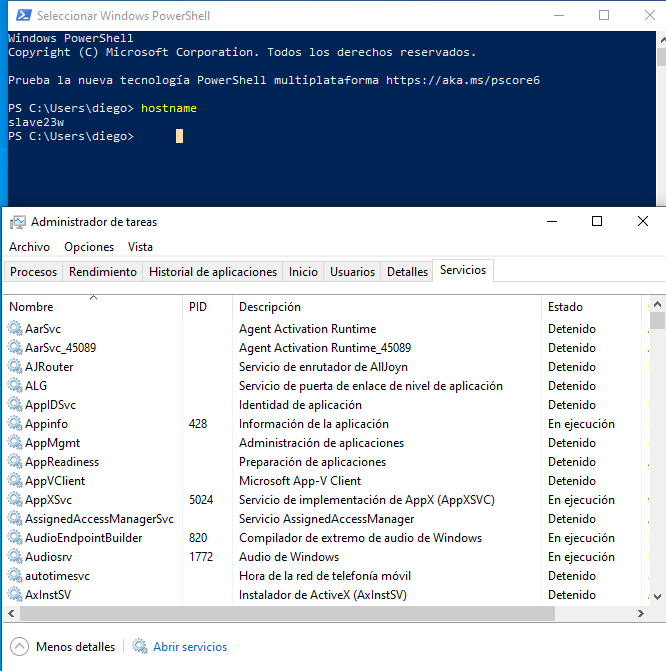 Seleccionar Windows PowerShell
Windows PowerShell
Copyright (C) Microsoft Corporation. Todos los derechos reservados.
Prueba la nueva tecnología PowerShell multiplataforma https://aka.ms/pscore6
PS C:\Users\diego> hostname
slave23w
PS C:\Users\diego>
Administrador de tareas
Archivo Opciones Vista
Procesos Rendimiento Historial de aplicaciones Inicio Usuarios Detalles Servicios
Nombre PID Descripción Estado
AarSvc Agent Activation Runtime Detenido
AarSvc_45089 Agent Activation Runtime_45089 Detenido
AJRouter Servicio de enrutador de AllJoyn Detenido
ALG Servicio de puerta de enlace de nivel de aplicación Detenido
AppIDSvc Identidad de aplicación Detenido
Appinfo 428 Información de la aplicación En ejecución
AppMgmt Administración de aplicaciones Detenido
AppReadiness Preparación de aplicaciones Detenido
AppVClient Microsoft App-V Client Detenido
AppXSvc 5024 Servicio de implementación de AppX (AppXSVC) En ejecución
AssignedAccessManagerSvc Servicio AssignedAccessManager Detenido
AudioEndpointBuilder 820 Compilador de extremo de audio de Windows En ejecución
Audiosrv 1772 Audio de Windows En ejecución
autotimesvc Hora de la red de telefonía móvil Detenido
AxInstSV Instalador de ActiveX (AxInstSV) Detenido
Menos detalles Abrir servicios